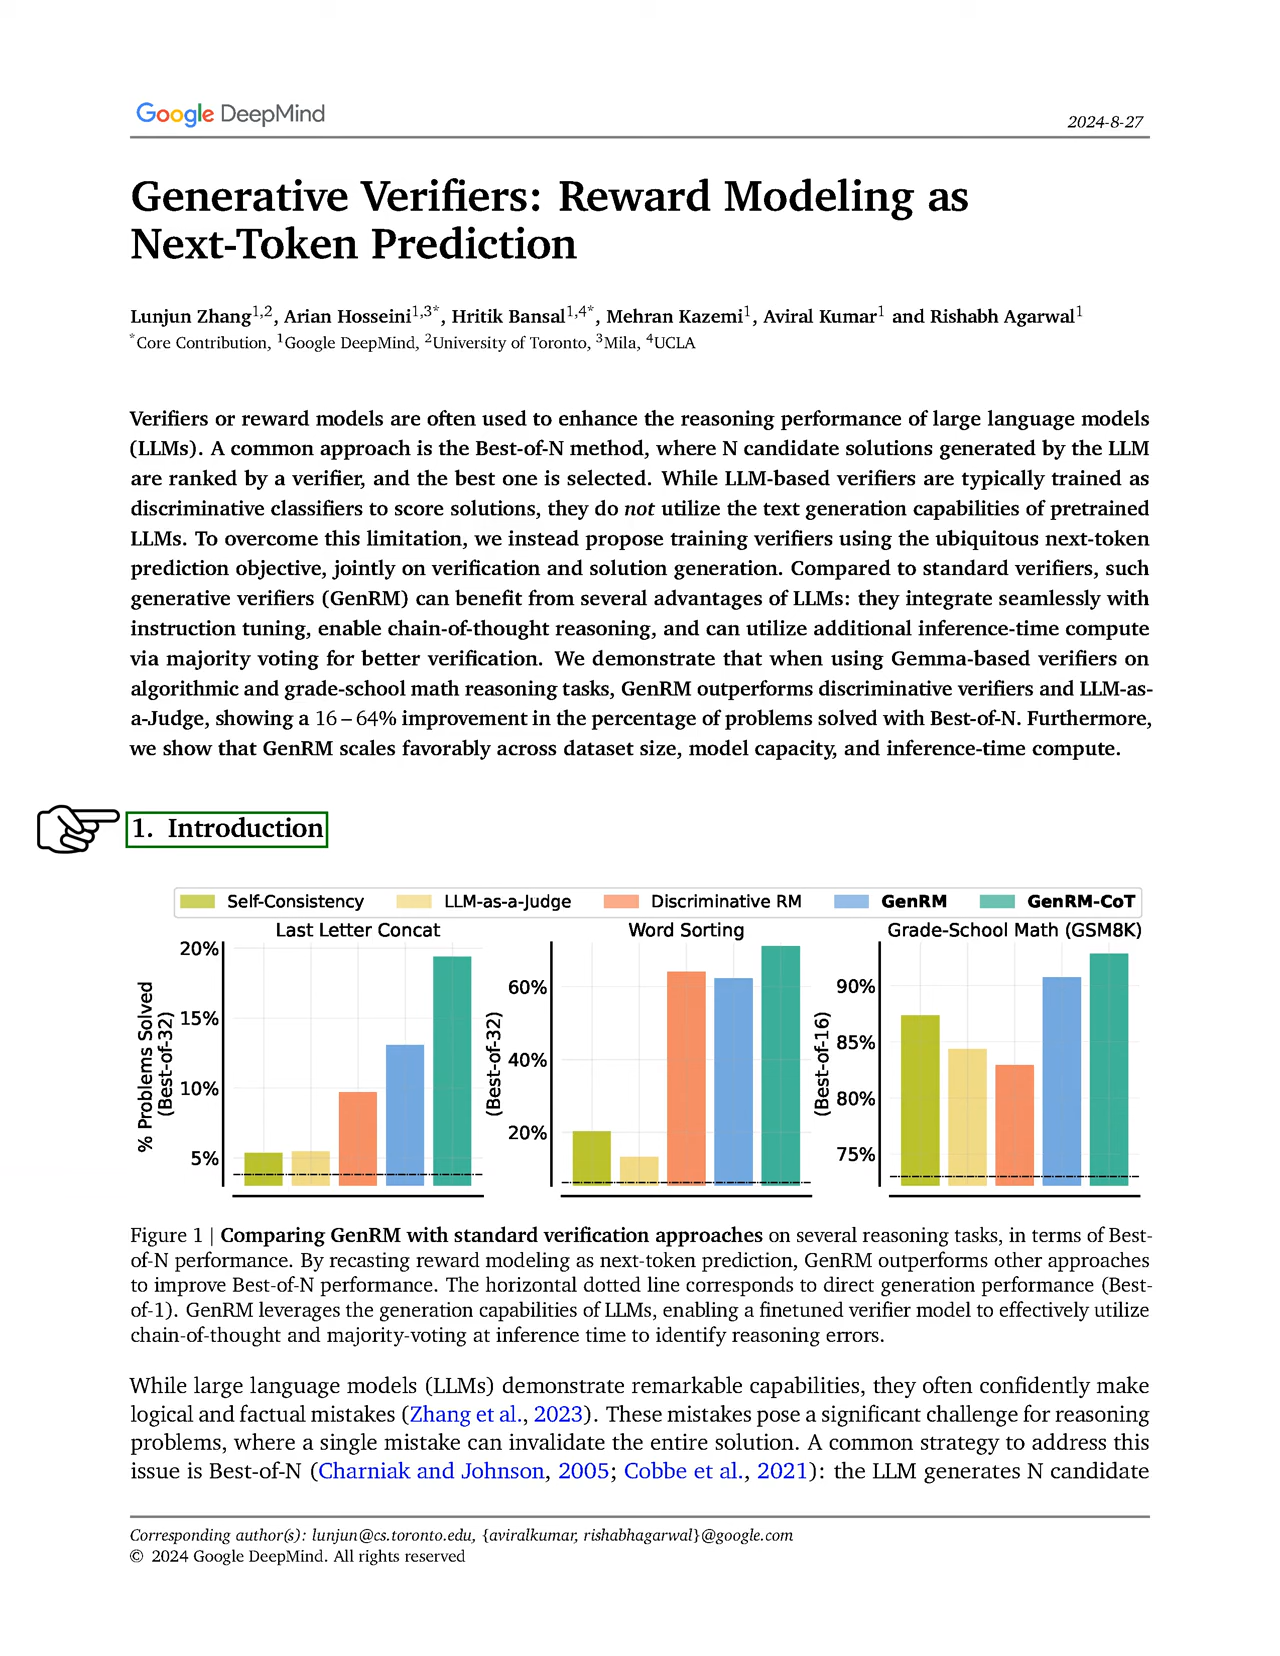 Google DeepMind
2024-8-27
Generative Verifiers: Reward Modeling as
Next-Token Prediction
Lunjun Zhang1,2, Arian Hosseini1,3*, Hritik Bansal1,4*, Mehran Kazemi1, Aviral Kumar1 and Rishabh Agarwal1
*Core Contribution, 1Google DeepMind, 2University of Toronto, 3Mila, 4UCLA
Verifiers or reward models are often used to enhance the reasoning performance of large language models
(LLMs). A common approach is the Best-of-N method, where N candidate solutions generated by the LLM
are ranked by a verifier, and the best one is selected. While LLM-based verifiers are typically trained as
discriminative classifiers to score solutions, they do not utilize the text generation capabilities of pretrained
LLMs. To overcome this limitation, we instead propose training verifiers using the ubiquitous next-token
prediction objective, jointly on verification and solution generation. Compared to standard verifiers, such
generative verifiers (GenRM) can benefit from several advantages of LLMs: they integrate seamlessly with
instruction tuning, enable chain-of-thought reasoning, and can utilize additional inference-time compute
via majority voting for better verification. We demonstrate that when using Gemma-based verifiers on
algorithmic and grade-school math reasoning tasks, GenRM outperforms discriminative verifiers and LLM-as-
a-Judge, showing a 16 – 64% improvement in the percentage of problems solved with Best-of-N. Furthermore,
we show that GenRM scales favorably across dataset size, model capacity, and inference-time compute.
1. Introduction
Self-Consistency LLM-as-a-Judge Discriminative RM GenRM GenRM-CoT
Last Letter Concat
% Problems Solved
(Best-of-32)
20%
15%
10%
5%
Word Sorting
(Best-of-32)
60%
40%
20%
Grade-School Math (GSM8K)
(Best-of-16)
90%
85%
80%
75%
Figure 1 | Comparing GenRM with standard verification approaches on several reasoning tasks, in terms of Best-
of-N performance. By recasting reward modeling as next-token prediction, GenRM outperforms other approaches
to improve Best-of-N performance. The horizontal dotted line corresponds to direct generation performance (Best-
of-1). GenRM leverages the generation capabilities of LLMs, enabling a finetuned verifier model to effectively utilize
chain-of-thought and majority-voting at inference time to identify reasoning errors.
While large language models (LLMs) demonstrate remarkable capabilities, they often confidently make
logical and factual mistakes (Zhang et al., 2023). These mistakes pose a significant challenge for reasoning
problems, where a single mistake can invalidate the entire solution. A common strategy to address this
issue is Best-of-N (Charniak and Johnson, 2005; Cobbe et al., 2021): the LLM generates N candidate
Corresponding author(s): lunjun@cs.toronto.edu, {aviralkumar, rishabhagarwal}@google.com
© 2024 Google DeepMind. All rights reserved